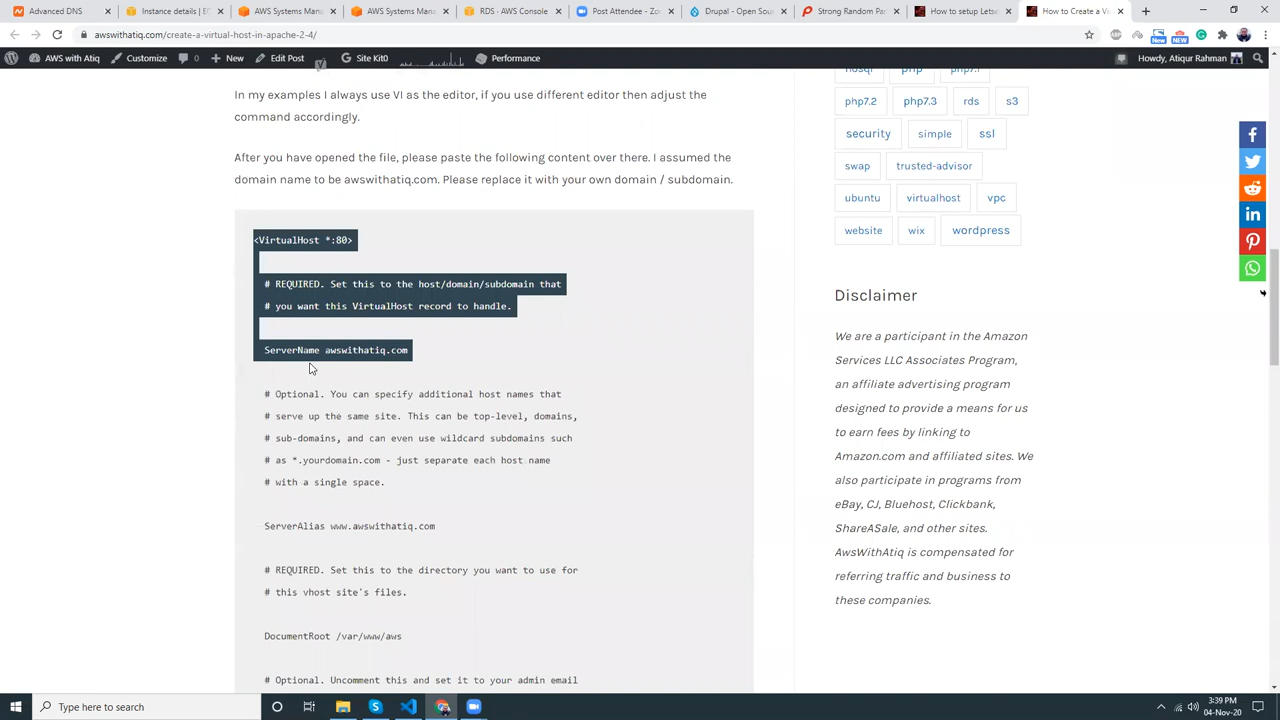 Advanced DNS
Instance details | EC
AWS Systems Mana
AWS Systems Mana
RDS - AWS Console
Post Attendee - Zoo
Drupal - Open Sour
Strong Random Pas
How to setup Letse
How to Create a Vi
awswithatiq.com/create-a-virtual-host-in-apache-2-4/
New
New
AWS with Atiq
Customize
0
New
Edit Post
Site Kit0
Performance
Howdy, Atiqur Rahman
In my examples I always use VI as the editor, if you use different editor then adjust the
command accordingly.
After you have opened the file, please paste the following content over there. I assumed the
domain name to be awswithatiq.com. Please replace it with your own domain / subdomain.
<VirtualHost *:80>
# REQUIRED. Set this to the host/domain/subdomain that
# you want this VirtualHost record to handle.
ServerName awswithatiq.com
# Optional. You can specify additional host names that
# serve up the same site. This can be top-level, domains,
# sub-domains, and can even use wildcard subdomains such
# as *.yourdomain.com - just separate each host name
# with a single space.
ServerAlias www.awswithatiq.com
# REQUIRED. Set this to the directory you want to use for
# this vhost site's files.
DocumentRoot /var/www/aws
# Optional. Uncomment this and set it to your admin email
nosql php php7.1
php7.2 php7.3 rds s3
security simple ssl
swap trusted-advisor
ubuntu virtualhost vpc
website wix wordpress
Disclaimer
We are a participant in the Amazon
Services LLC Associates Program,
an affiliate advertising program
designed to provide a means for us
to earn fees by linking to
Amazon.com and affiliated sites. We
also participate in programs from
eBay, CJ, Bluehost, Clickbank,
ShareASale, and other sites.
AwsWithAtiq is compensated for
referring traffic and business to
these companies.
Type here to search
3:39 PM
04-Nov-20